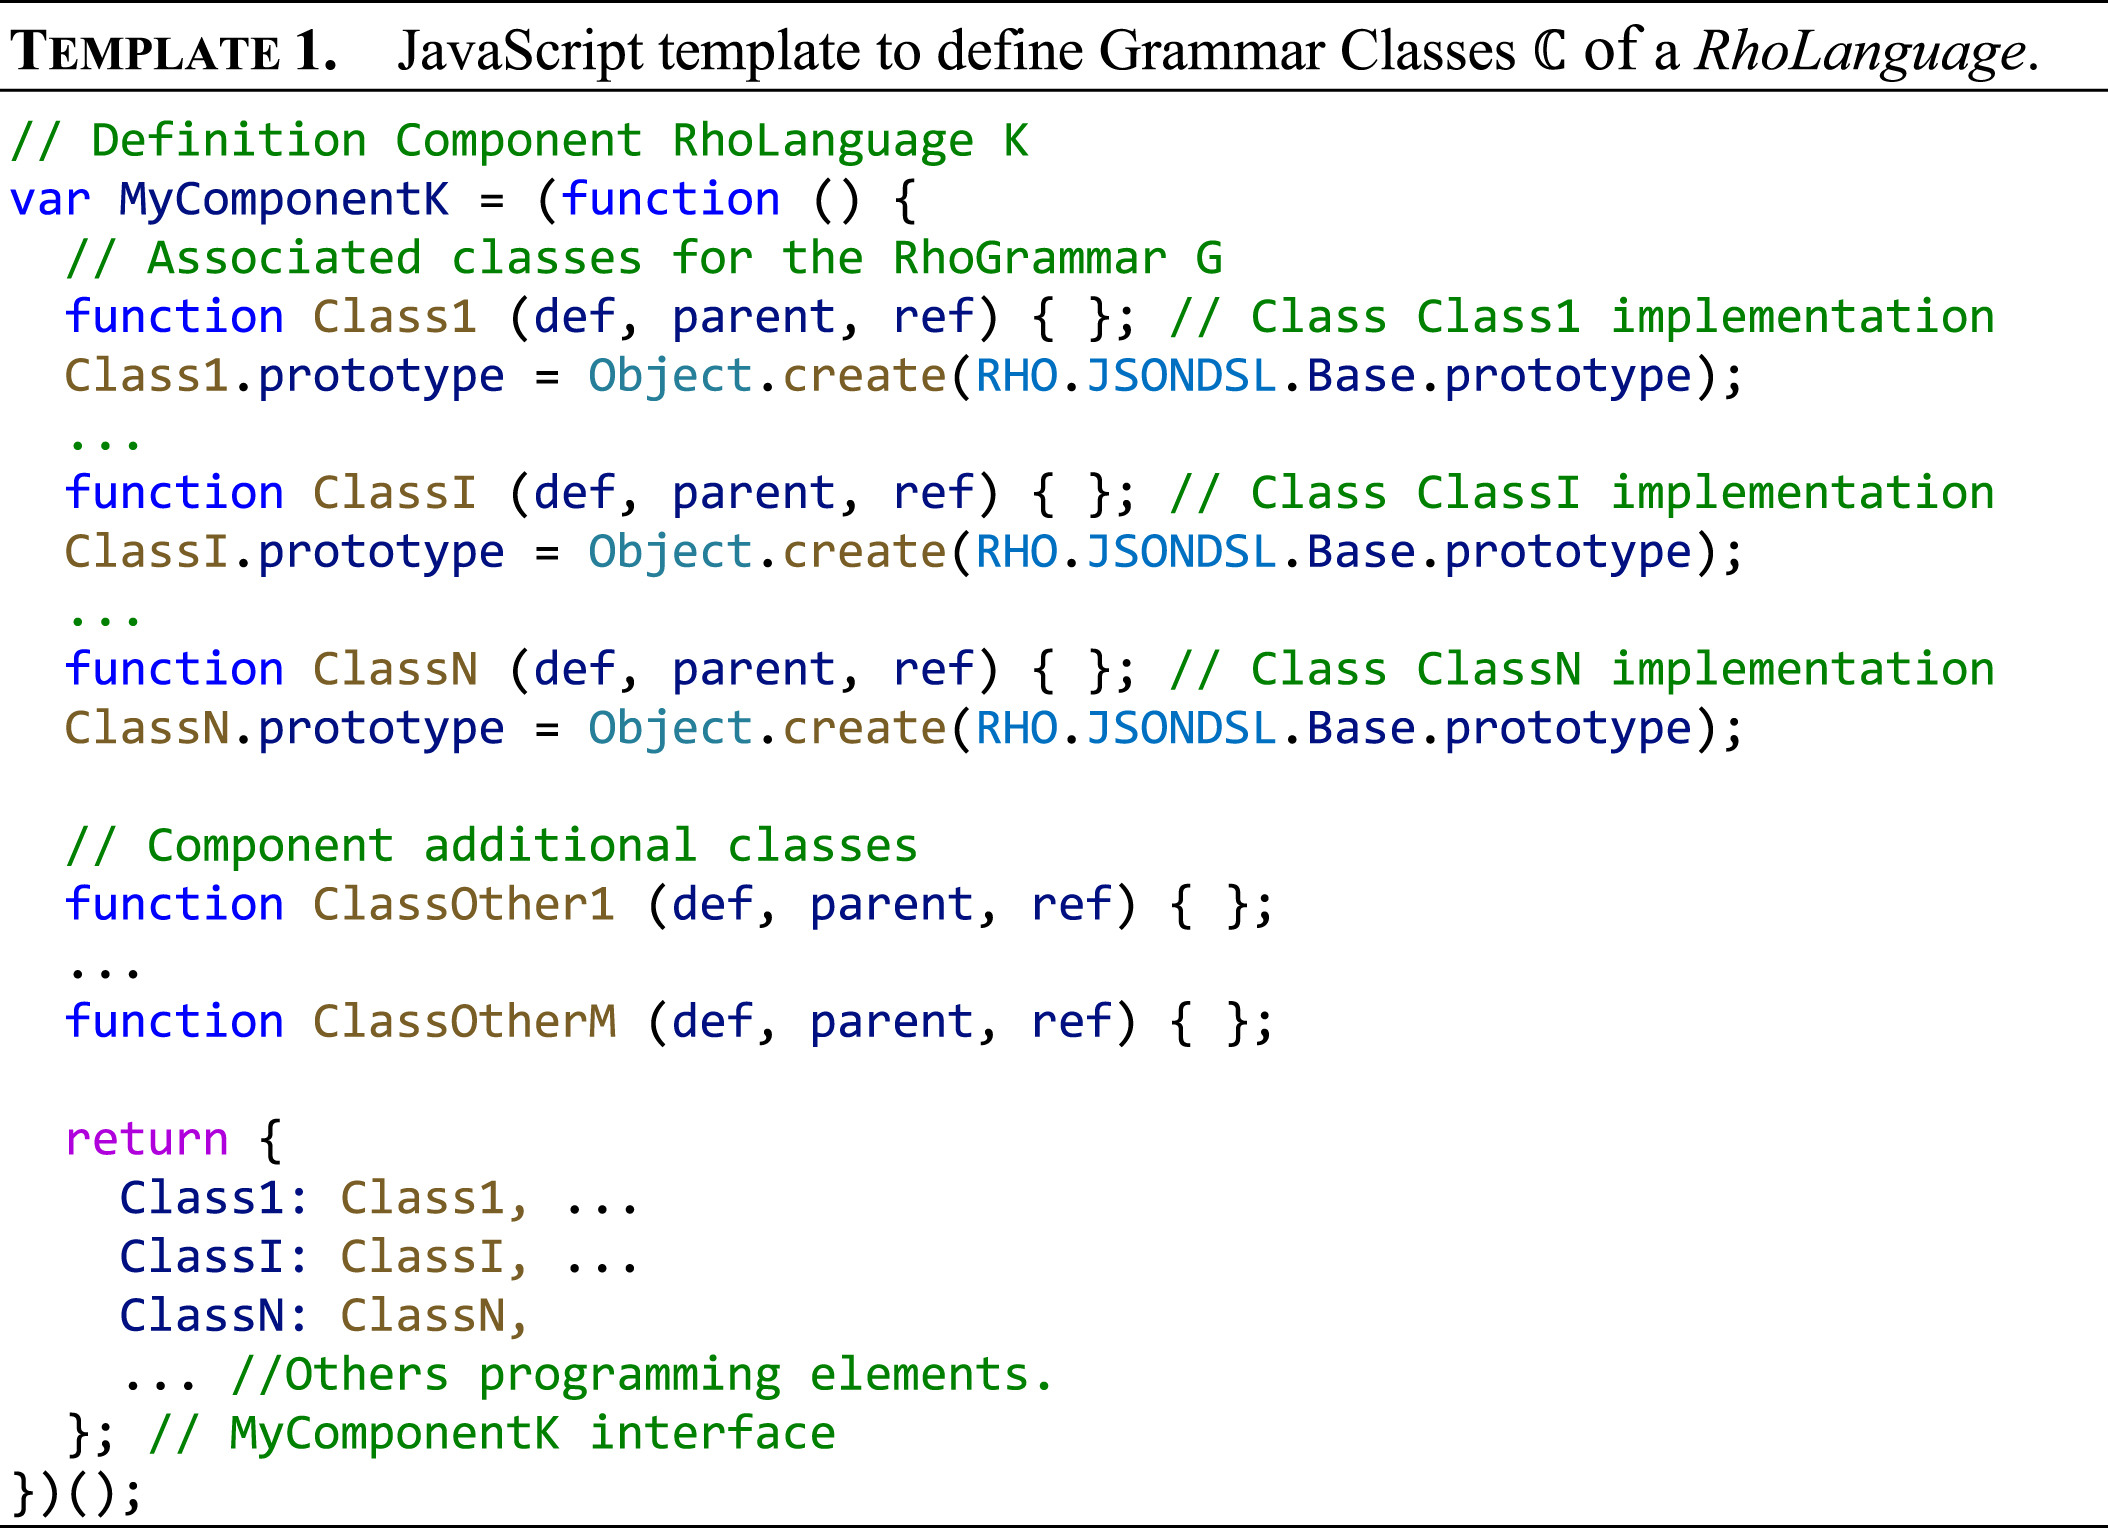 TEMPLATE 1. JavaScript template to define Grammar Classes ℂ of a RhoLanguage.
// Definition Component RhoLanguage K
var MyComponentK = (function () {
  // Associated classes for the RhoGrammar G
  function Class1 (def, parent, ref) { }; // Class Class1 implementation
  Class1.prototype = Object.create(RHO.JSONDSL.Base.prototype);
  ...
  function ClassI (def, parent, ref) { }; // Class ClassI implementation
  ClassI.prototype = Object.create(RHO.JSONDSL.Base.prototype);
  ...
  function ClassN (def, parent, ref) { }; // Class ClassN implementation
  ClassN.prototype = Object.create(RHO.JSONDSL.Base.prototype);

  // Component additional classes
  function ClassOther1 (def, parent, ref) { };
  ...
  function ClassOtherM (def, parent, ref) { };

  return {
    Class1: Class1, ...
    ClassI: ClassI, ...
    ClassN: ClassN,
    ... //Others programming elements.
  }; // MyComponentK interface
})();